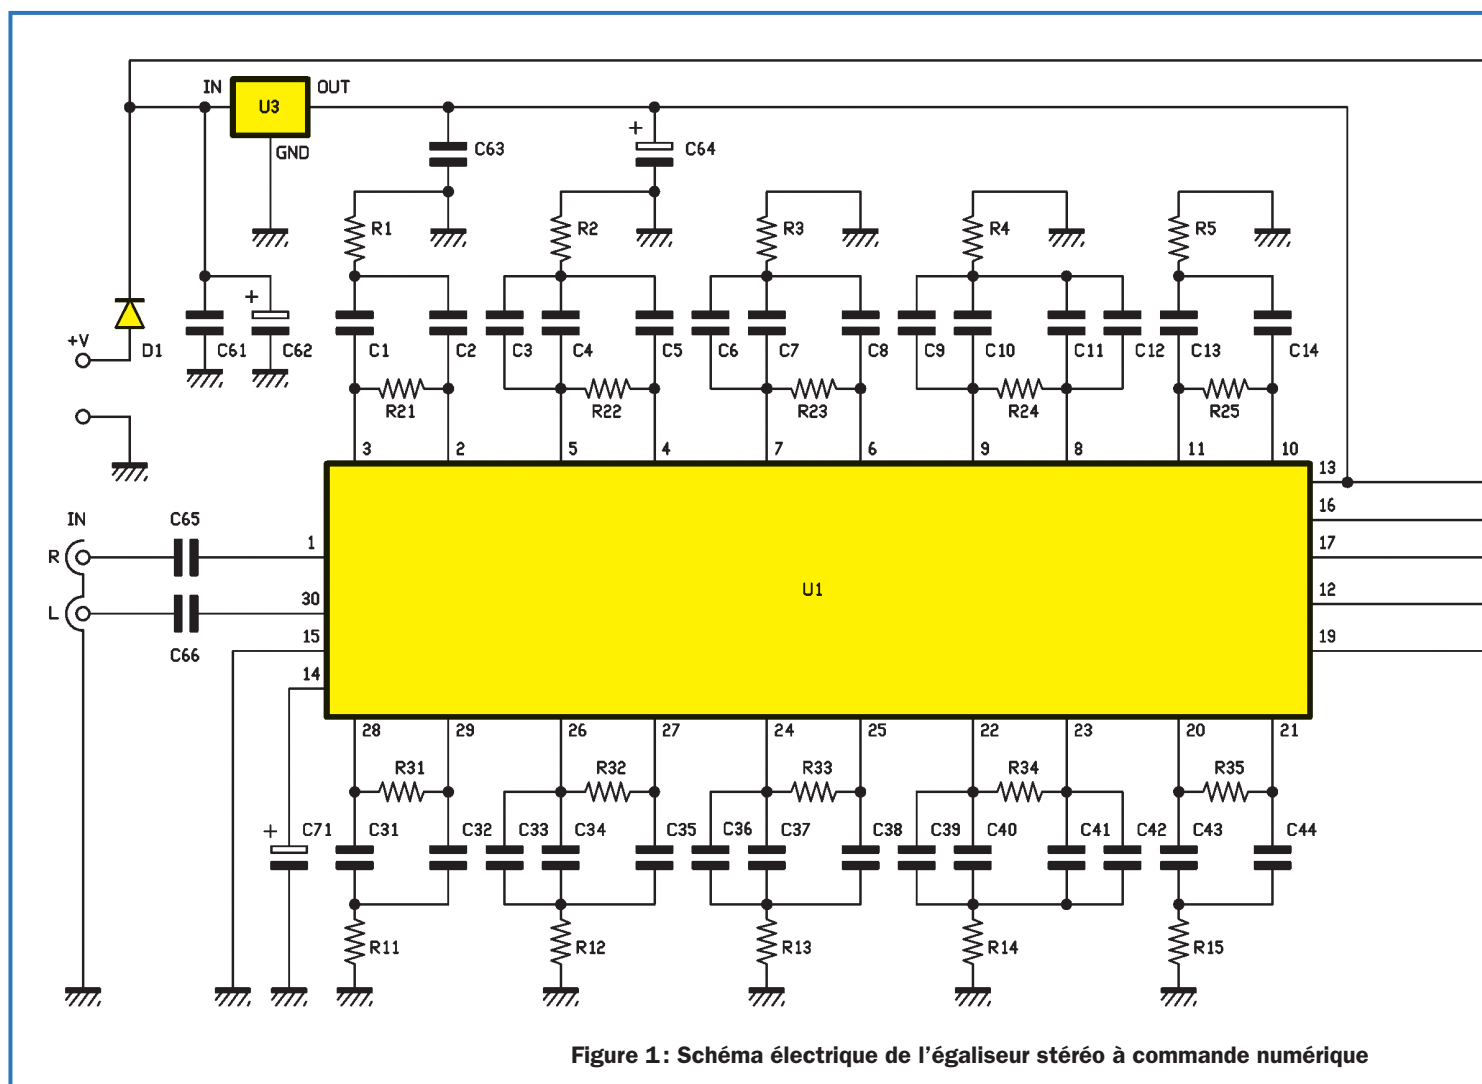 IN U3 OUT
GND
C63 + C64
R1 R2 R3 R4 R5
+
+V D1 C61 C62 C1 C2 C3 C4 C5 C6 C7 C8 C9 C10 C11 C12 C13 C14
R21 R22 R23 R24 R25
3 2 5 4 7 6 9 8 11 10
13
16
17
12
19
IN C65
R 1
L 30
C66 15
14
U1
28 29 26 27 24 25 22 23 20 21
R31 R32 R33 R34 R35
+ C71 C31 C32 C33 C34 C35 C36 C37 C38 C39 C40 C41 C42 C43 C44
R11 R12 R13 R14 R15
Figure 1: Schéma électrique de l'égaliseur stéréo à commande numérique